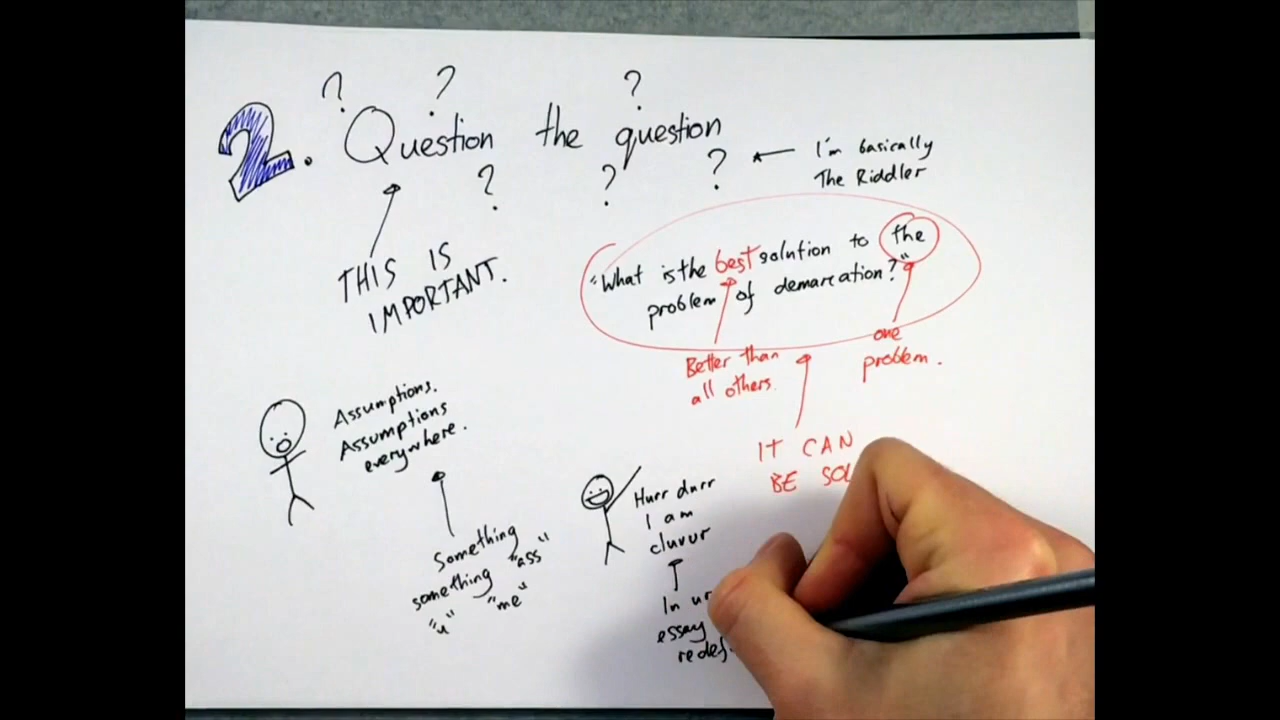 ? ? ?
2. Question the question
? ? ?
I'm basically
The Riddler
THIS IS
IMPORTANT.
"What is the best solution to the
problem of demarcation?"
Better than
all others.
one
problem.
IT CAN
BE
Assumptions.
Assumptions
everywhere.
Something
something "ass"
"u" "me"
Hurr durr
I am
cluvur
In ur
essay